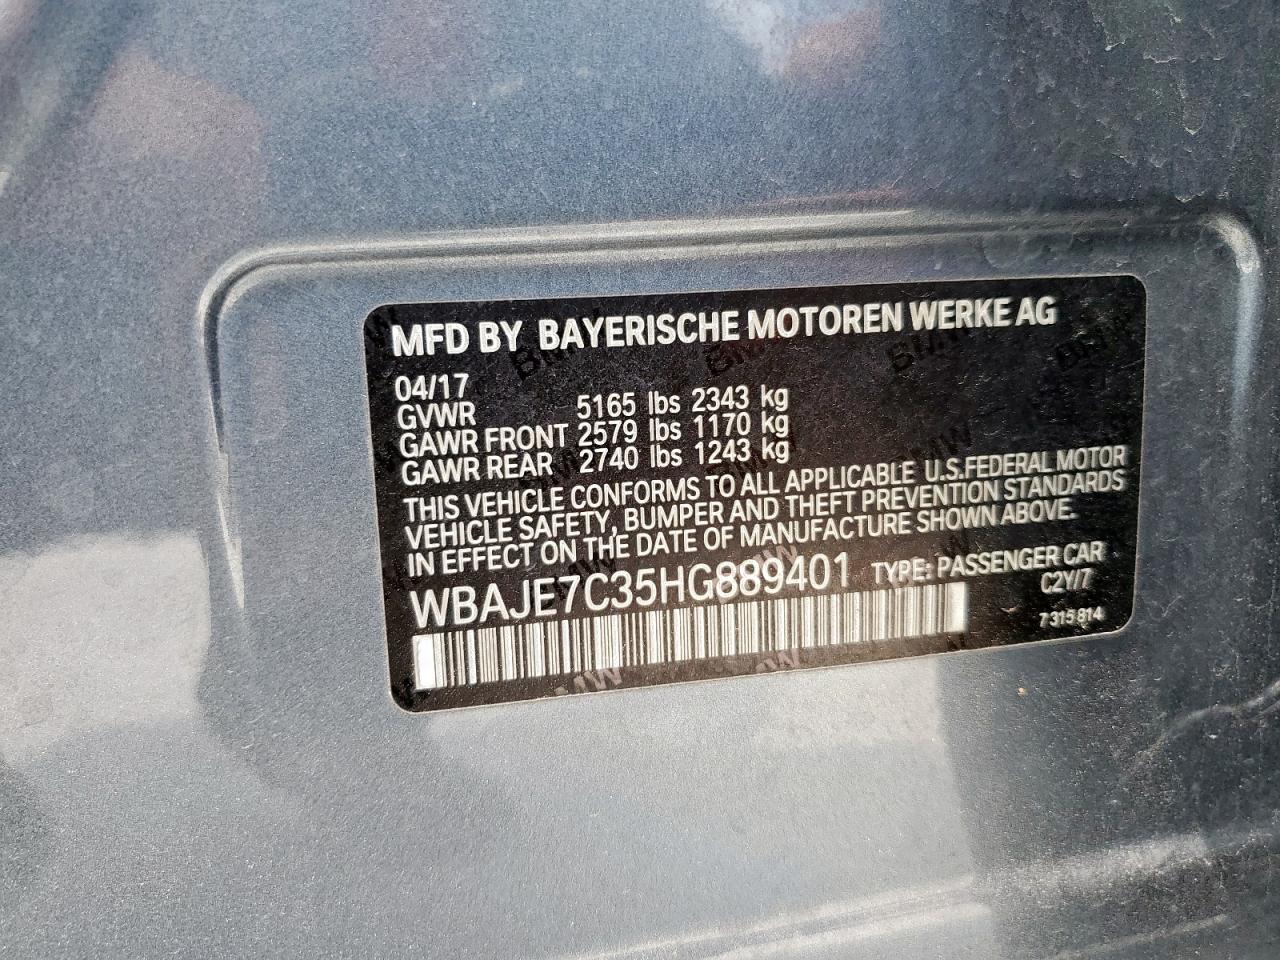 MFD BY BAYERISCHE MOTOREN WERKE AG
04/17
GVWR 5165 lbs 2343 kg
GAWR FRONT 2579 lbs 1170 kg
GAWR REAR 2740 lbs 1243 kg
THIS VEHICLE CONFORMS TO ALL APPLICABLE U.S.FEDERAL MOTOR
VEHICLE SAFETY, BUMPER AND THEFT PREVENTION STANDARDS
IN EFFECT ON THE DATE OF MANUFACTURE SHOWN ABOVE.
WBAJE7C35HG889401 TYPE: PASSENGER CAR
C2Y/7
7 315 814